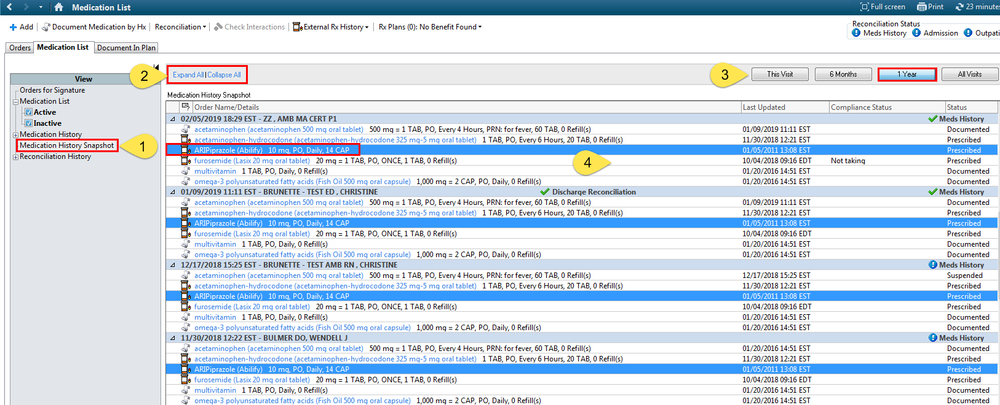 Medication List
Full screen Print 23 minutes
Add Document Medication by Hx Reconciliation Check Interactions External Rx History Rx Plans (0): No Benefit Found
Reconciliation Status
Meds History Admission Outpati
Orders Medication List Document In Plan
View
Orders for Signature
Medication List
Active
Inactive
Medication History
Medication History Snapshot
Reconciliation History
1
2
Expand All Collapse All
3
This Visit 6 Months 1 Year All Visits
Medication History Snapshot
Order Name/Details Last Updated Compliance Status Status
02/05/2019 18:29 EST - ZZ , AMB MA CERT P1 Meds History
acetaminophen (acetaminophen 500 mg oral tablet) 500 mg = 1 TAB, PO, Every 4 Hours, PRN: for fever, 60 TAB, 0 Refill(s) 01/09/2019 11:11 EST Documented
acetaminophen-hydrocodone (acetaminophen-hydrocodone 325 mg-5 mg oral tablet) 1 TAB, PO, Every 6 Hours, 20 TAB, 0 Refill(s) 11/30/2018 12:21 EST Prescribed
ARIPiprazole (Abilify) 10 mg, PO, Daily, 14 CAP 01/05/2011 13:08 EST Prescribed
4
furosemide (Lasix 20 mg oral tablet) 20 mg = 1 TAB, PO, ONCE, 1 TAB, 0 Refill(s) 10/04/2018 09:16 EDT Not taking Prescribed
multivitamin 1 TAB, PO, Daily, 0 Refill(s) 01/20/2016 14:51 EST Documented
omega-3 polyunsaturated fatty acids (Fish Oil 500 mg oral capsule) 1,000 mg = 2 CAP, PO, Daily, 0 Refill(s) 01/20/2016 14:51 EST Documented
01/09/2019 11:11 EST - BRUNETTE - TEST ED , CHRISTINE Discharge Reconciliation Meds History
acetaminophen (acetaminophen 500 mg oral tablet) 500 mg = 1 TAB, PO, Every 4 Hours, PRN: for fever, 60 TAB, 0 Refill(s) 01/09/2019 11:11 EST Documented
acetaminophen-hydrocodone (acetaminophen-hydrocodone 325 mg-5 mg oral tablet) 1 TAB, PO, Every 6 Hours, 20 TAB, 0 Refill(s) 11/30/2018 12:21 EST Prescribed
ARIPiprazole (Abilify) 10 mg, PO, Daily, 14 CAP 01/05/2011 13:08 EST Prescribed
furosemide (Lasix 20 mg oral tablet) 20 mg = 1 TAB, PO, ONCE, 1 TAB, 0 Refill(s) 10/04/2018 09:16 EDT Prescribed
multivitamin 1 TAB, PO, Daily, 0 Refill(s) 01/20/2016 14:51 EST Documented
omega-3 polyunsaturated fatty acids (Fish Oil 500 mg oral capsule) 1,000 mg = 2 CAP, PO, Daily, 0 Refill(s) 01/20/2016 14:51 EST Documented
12/17/2018 15:25 EST - BRUNETTE - TEST AMB RN , CHRISTINE Meds History
acetaminophen (acetaminophen 500 mg oral tablet) 500 mg = 1 TAB, PO, Every 4 Hours, PRN: for fever, 60 TAB, 0 Refill(s) 12/17/2018 15:25 EST Suspended
acetaminophen-hydrocodone (acetaminophen-hydrocodone 325 mg-5 mg oral tablet) 1 TAB, PO, Every 6 Hours, 20 TAB, 0 Refill(s) 11/30/2018 12:21 EST Prescribed
ARIPiprazole (Abilify) 10 mg, PO, Daily, 14 CAP 01/05/2011 13:08 EST Prescribed
furosemide (Lasix 20 mg oral tablet) 20 mg = 1 TAB, PO, ONCE, 1 TAB, 0 Refill(s) 10/04/2018 09:16 EDT Prescribed
multivitamin 1 TAB, PO, Daily, 0 Refill(s) 01/20/2016 14:51 EST Documented
omega-3 polyunsaturated fatty acids (Fish Oil 500 mg oral capsule) 1,000 mg = 2 CAP, PO, Daily, 0 Refill(s) 01/20/2016 14:51 EST Documented
11/30/2018 12:22 EST - BULMER DO, WENDELL J Meds History
acetaminophen (acetaminophen 500 mg oral tablet) 500 mg = 1 TAB, PO, Every 4 Hours, PRN: for fever, 60 TAB, 0 Refill(s) 01/20/2016 14:51 EST Documented
acetaminophen-hydrocodone (acetaminophen-hydrocodone 325 mg-5 mg oral tablet) 1 TAB, PO, Every 6 Hours, 20 TAB, 0 Refill(s) 11/30/2018 12:21 EST Prescribed
ARIPiprazole (Abilify) 10 mg, PO, Daily, 14 CAP 01/05/2011 13:08 EST Prescribed
furosemide (Lasix 20 mg oral tablet) 20 mg = 1 TAB, PO, ONCE, 1 TAB, 0 Refill(s) 10/04/2018 09:16 EDT Prescribed
multivitamin 1 TAB, PO, Daily, 0 Refill(s) 01/20/2016 14:51 EST Documented
omega-3 polyunsaturated fatty acids (Fish Oil 500 mg oral capsule) 1,000 mg = 2 CAP, PO, Daily, 0 Refill(s) 01/20/2016 14:51 EST Documented